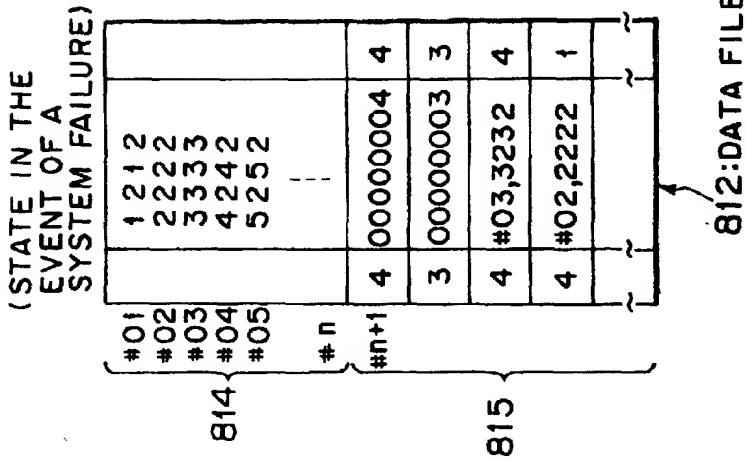 (STATE IN THE
EVENT OF A
SYSTEM FAILURE)
#01 1212
#02 2222
#03 3333
#04 4242
#05 5252
#n
814
#n+1 4 00000004 4
3 00000003 3
4 #03,3232 4
4 #02,2222 1
815
812:DATA FILE